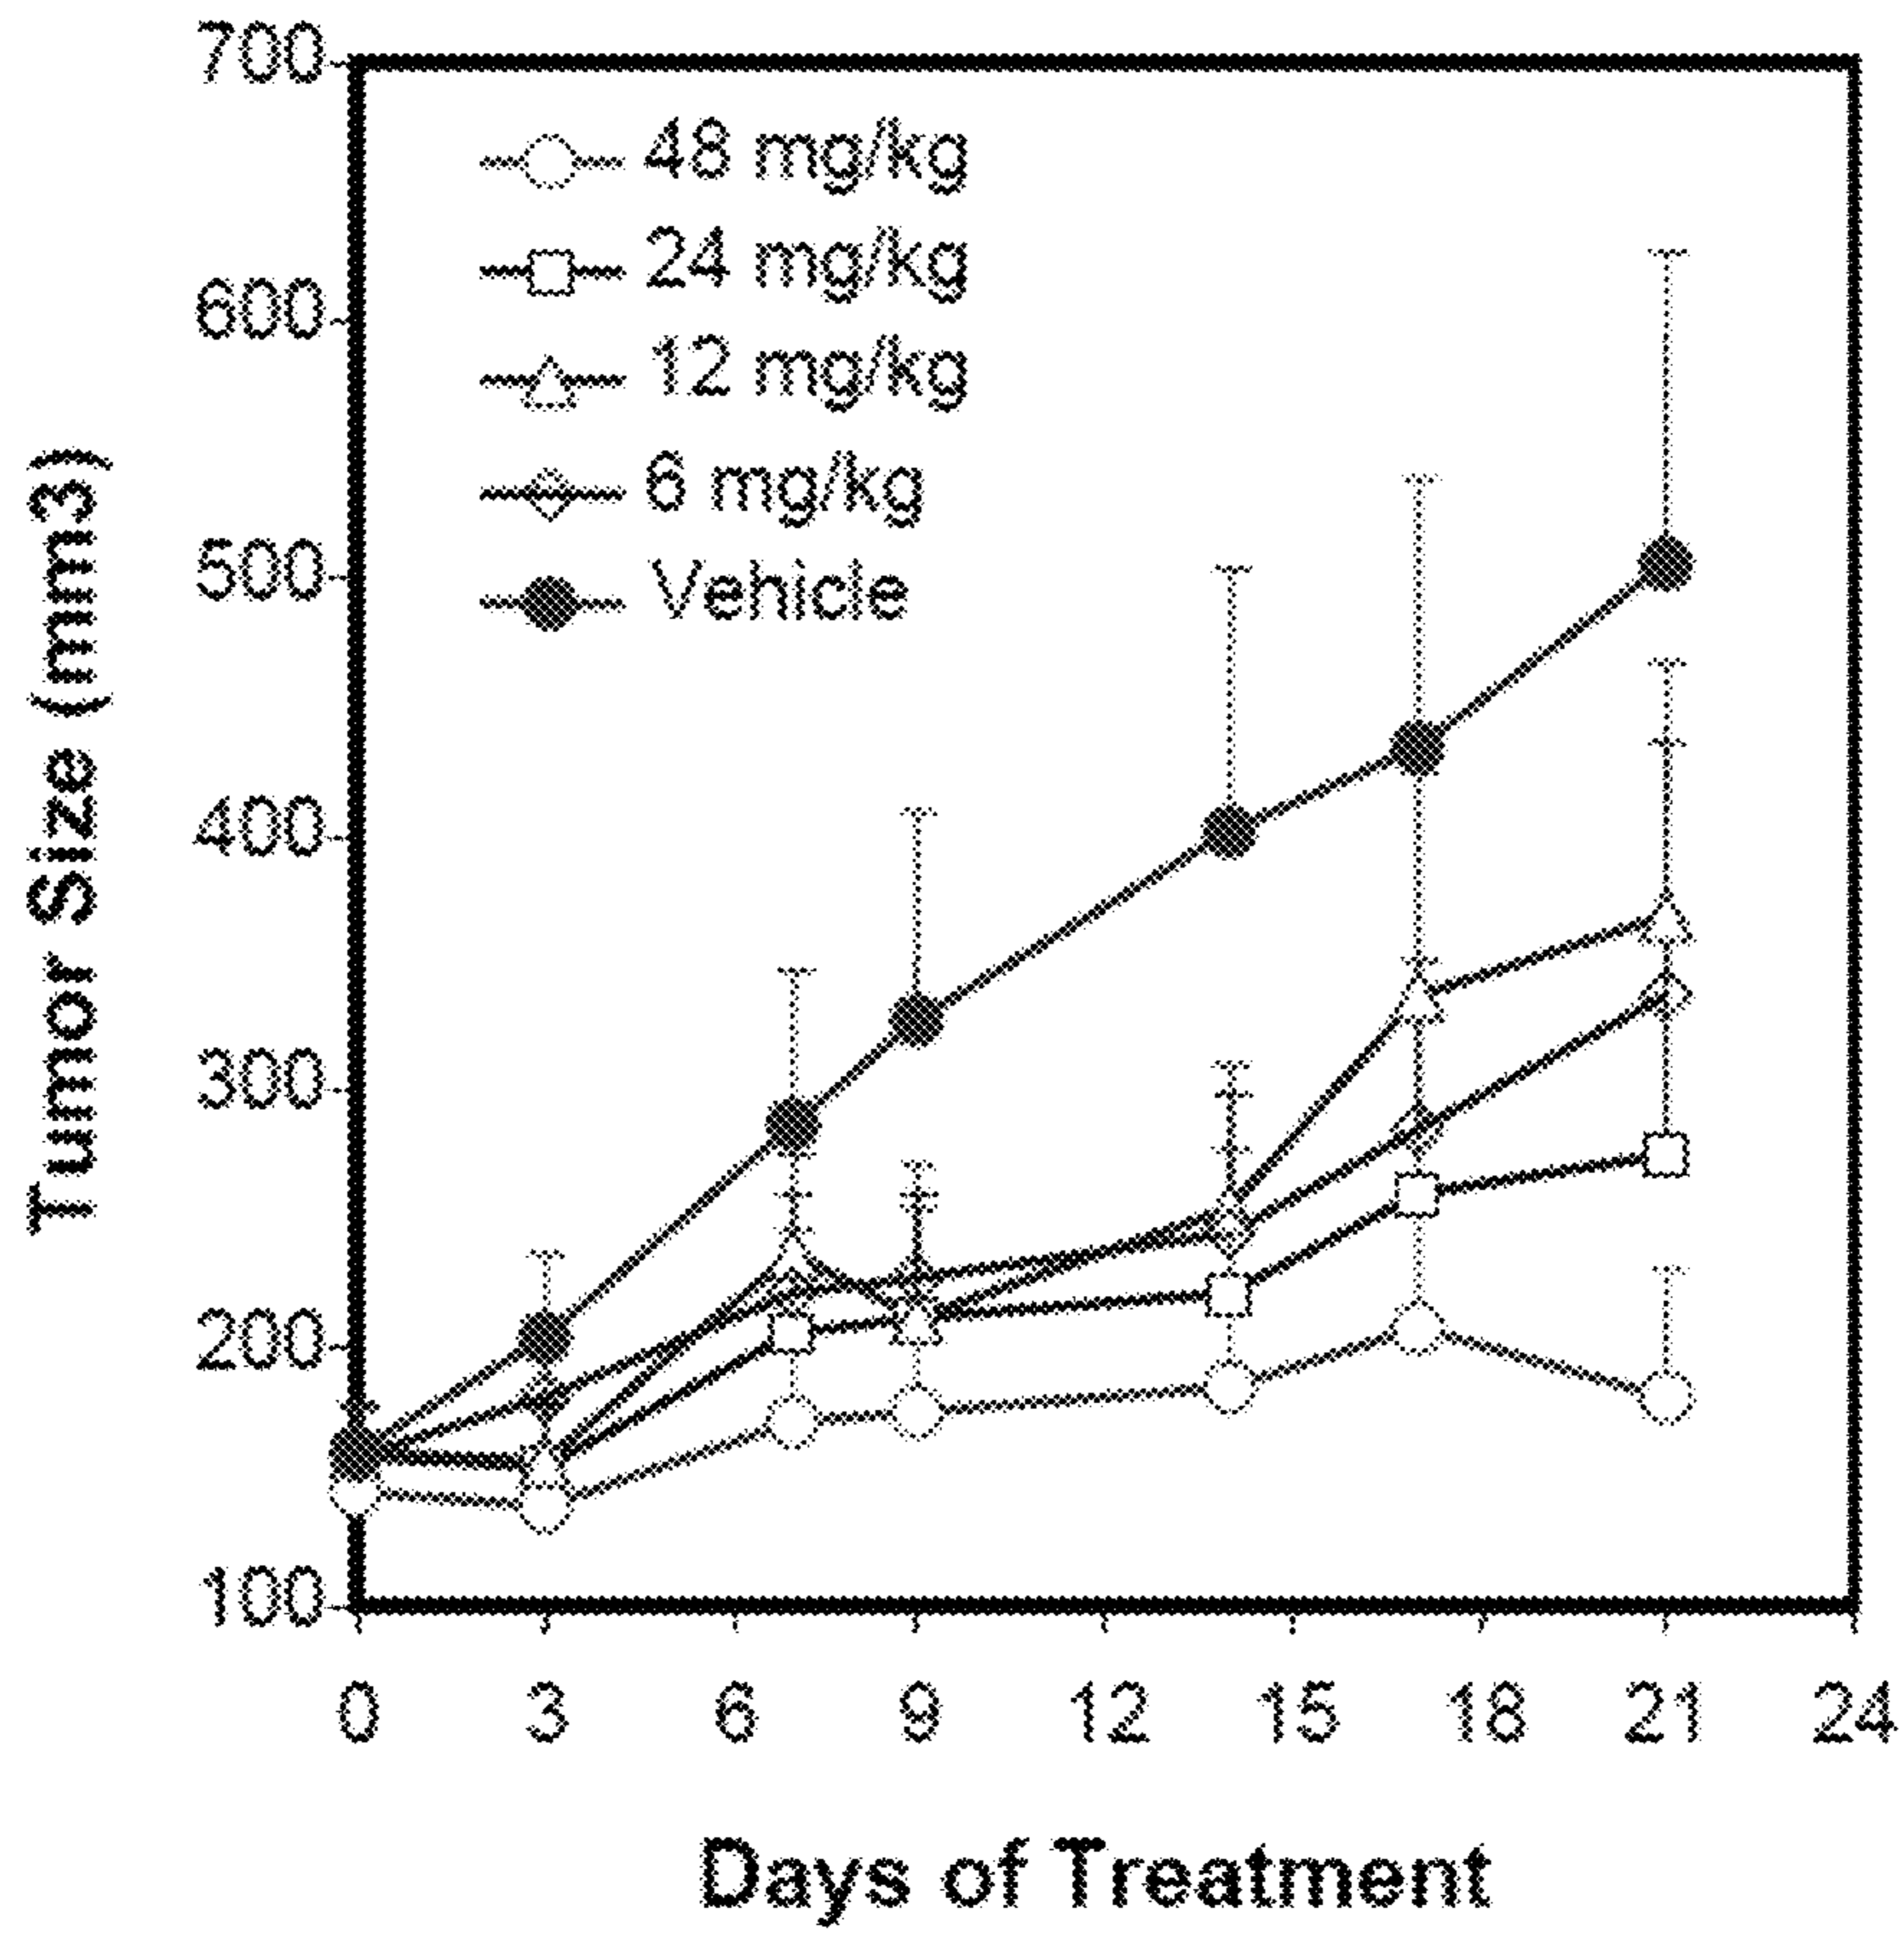 Tumor Size (mm3)
700
600
500
400
300
200
100
48 mg/kg
24 mg/kg
12 mg/kg
6 mg/kg
Vehicle
0 3 6 9 12 15 18 21 24
Days of Treatment